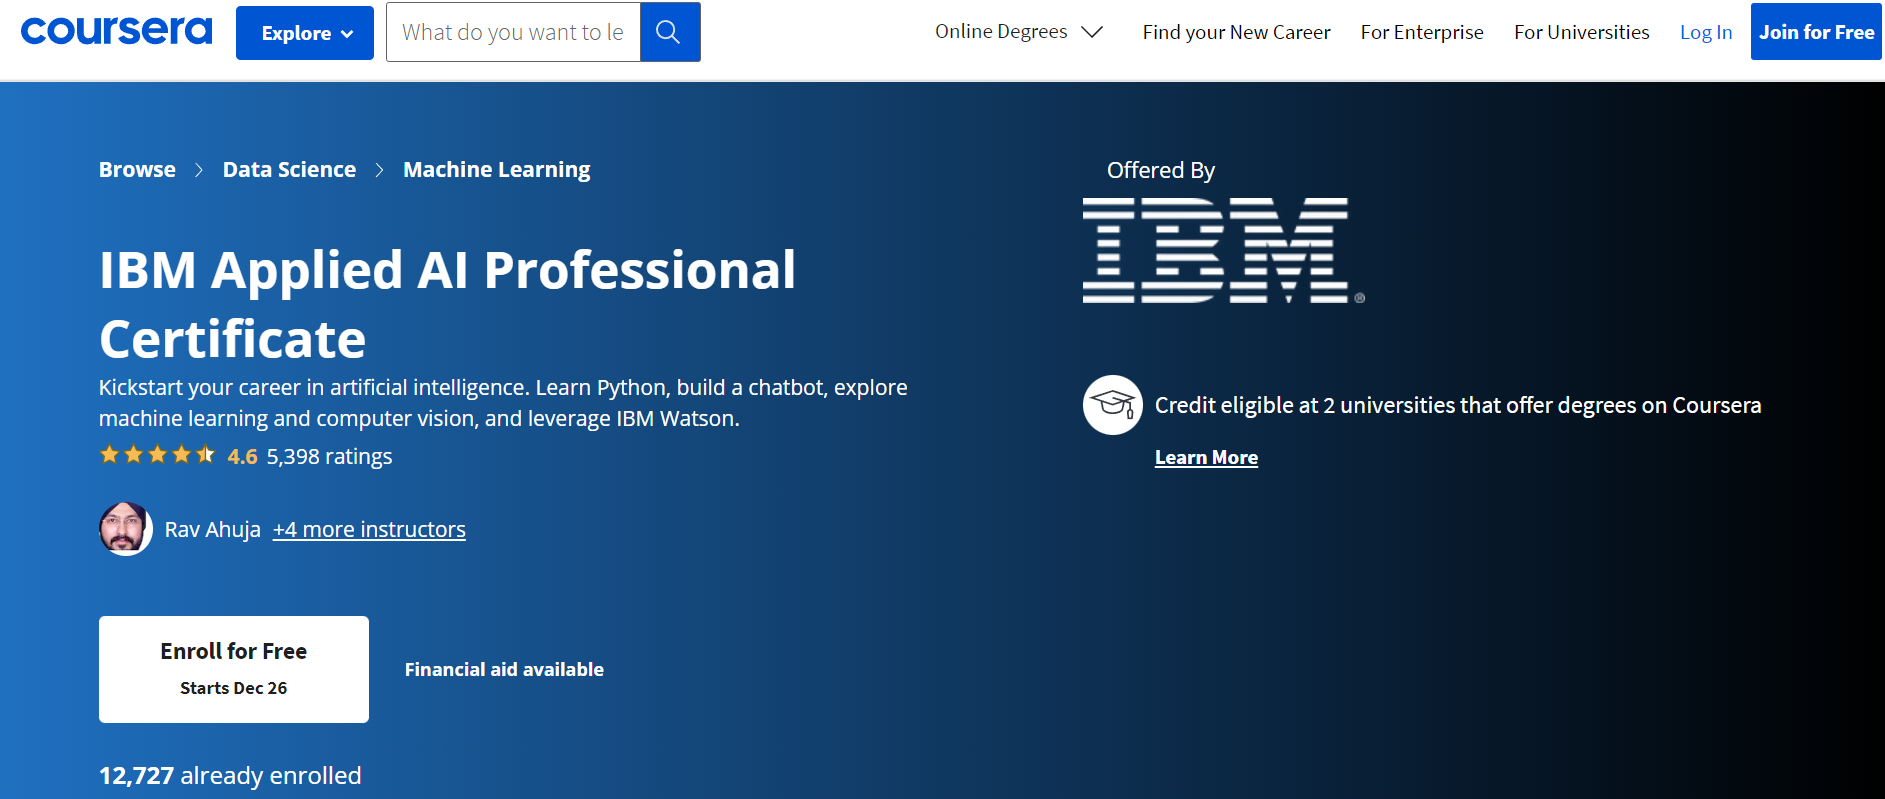 coursera
Explore
What do you want to le
Online Degrees
Find your New Career
For Enterprise
For Universities
Log In
Join for Free
Browse > Data Science > Machine Learning
IBM Applied AI Professional
Certificate
Kickstart your career in artificial intelligence. Learn Python, build a chatbot, explore
machine learning and computer vision, and leverage IBM Watson.
4.6 5,398 ratings
Rav Ahuja +4 more instructors
Enroll for Free
Starts Dec 26
Financial aid available
12,727 already enrolled
Offered By
IBM®
Credit eligible at 2 universities that offer degrees on Coursera
Learn More